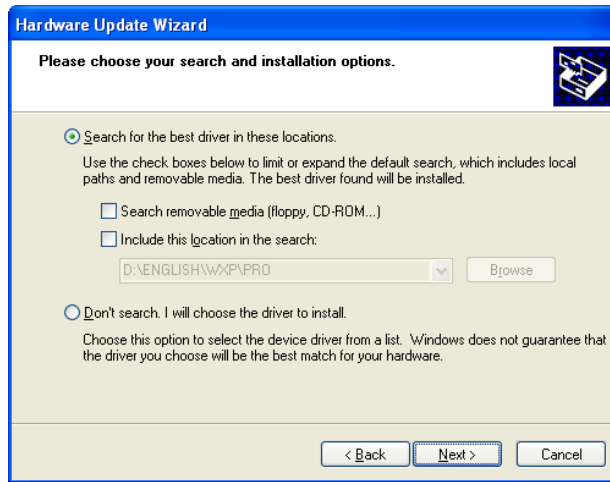 Hardware Update Wizard
Please choose your search and installation options.
Search for the best driver in these locations.
Use the check boxes below to limit or expand the default search, which includes local
paths and removable media. The best driver found will be installed.
Search removable media (floppy, CD-ROM...)
Include this location in the search:
D:\ENGLISH\WXP\PRO
Browse
Don't search. I will choose the driver to install.
Choose this option to select the device driver from a list. Windows does not guarantee that
the driver you choose will be the best match for your hardware.
< Back Next > Cancel